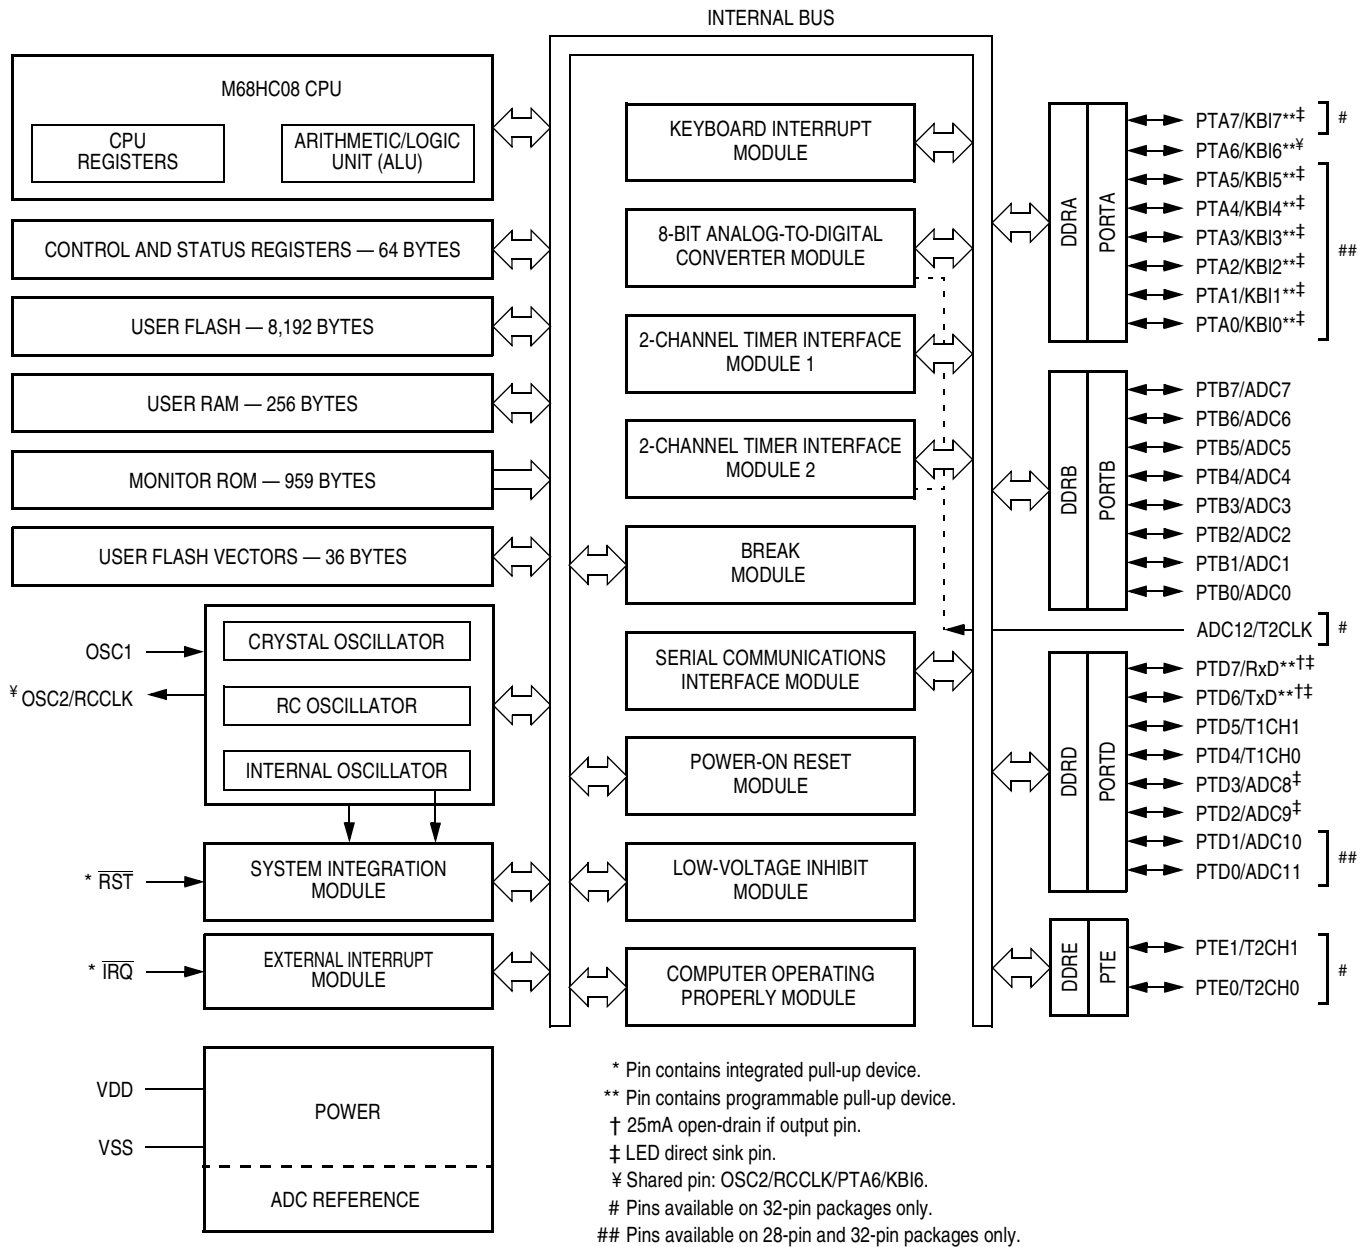 INTERNAL BUS
M68HC08 CPU
CPU
REGISTERS
ARITHMETIC/LOGIC
UNIT (ALU)
CONTROL AND STATUS REGISTERS — 64 BYTES
USER FLASH — 8,192 BYTES
USER RAM — 256 BYTES
MONITOR ROM — 959 BYTES
USER FLASH VECTORS — 36 BYTES
OSC1
¥ OSC2/RCCLK
CRYSTAL OSCILLATOR
RC OSCILLATOR
INTERNAL OSCILLATOR
* R̅S̅T̅
SYSTEM INTEGRATION
MODULE
* I̅R̅Q̅
EXTERNAL INTERRUPT
MODULE
VDD
VSS
POWER
ADC REFERENCE
KEYBOARD INTERRUPT
MODULE
8-BIT ANALOG-TO-DIGITAL
CONVERTER MODULE
2-CHANNEL TIMER INTERFACE
MODULE 1
2-CHANNEL TIMER INTERFACE
MODULE 2
BREAK
MODULE
SERIAL COMMUNICATIONS
INTERFACE MODULE
POWER-ON RESET
MODULE
LOW-VOLTAGE INHIBIT
MODULE
COMPUTER OPERATING
PROPERLY MODULE
DDRA
PORTA
PTA7/KBI7**‡
#
PTA6/KBI6**¥
PTA5/KBI5**‡
PTA4/KBI4**‡
PTA3/KBI3**‡
PTA2/KBI2**‡
PTA1/KBI1**‡
PTA0/KBI0**‡
##
DDRB
PORTB
PTB7/ADC7
PTB6/ADC6
PTB5/ADC5
PTB4/ADC4
PTB3/ADC3
PTB2/ADC2
PTB1/ADC1
PTB0/ADC0
ADC12/T2CLK
#
DDRD
PORTD
PTD7/RxD**†‡
PTD6/TxD**†‡
PTD5/T1CH1
PTD4/T1CH0
PTD3/ADC8‡
PTD2/ADC9‡
PTD1/ADC10
PTD0/ADC11
##
DDRE
PTE
PTE1/T2CH1
PTE0/T2CH0
#
* Pin contains integrated pull-up device.
** Pin contains programmable pull-up device.
† 25mA open-drain if output pin.
‡ LED direct sink pin.
¥ Shared pin: OSC2/RCCLK/PTA6/KBI6.
# Pins available on 32-pin packages only.
## Pins available on 28-pin and 32-pin packages only.